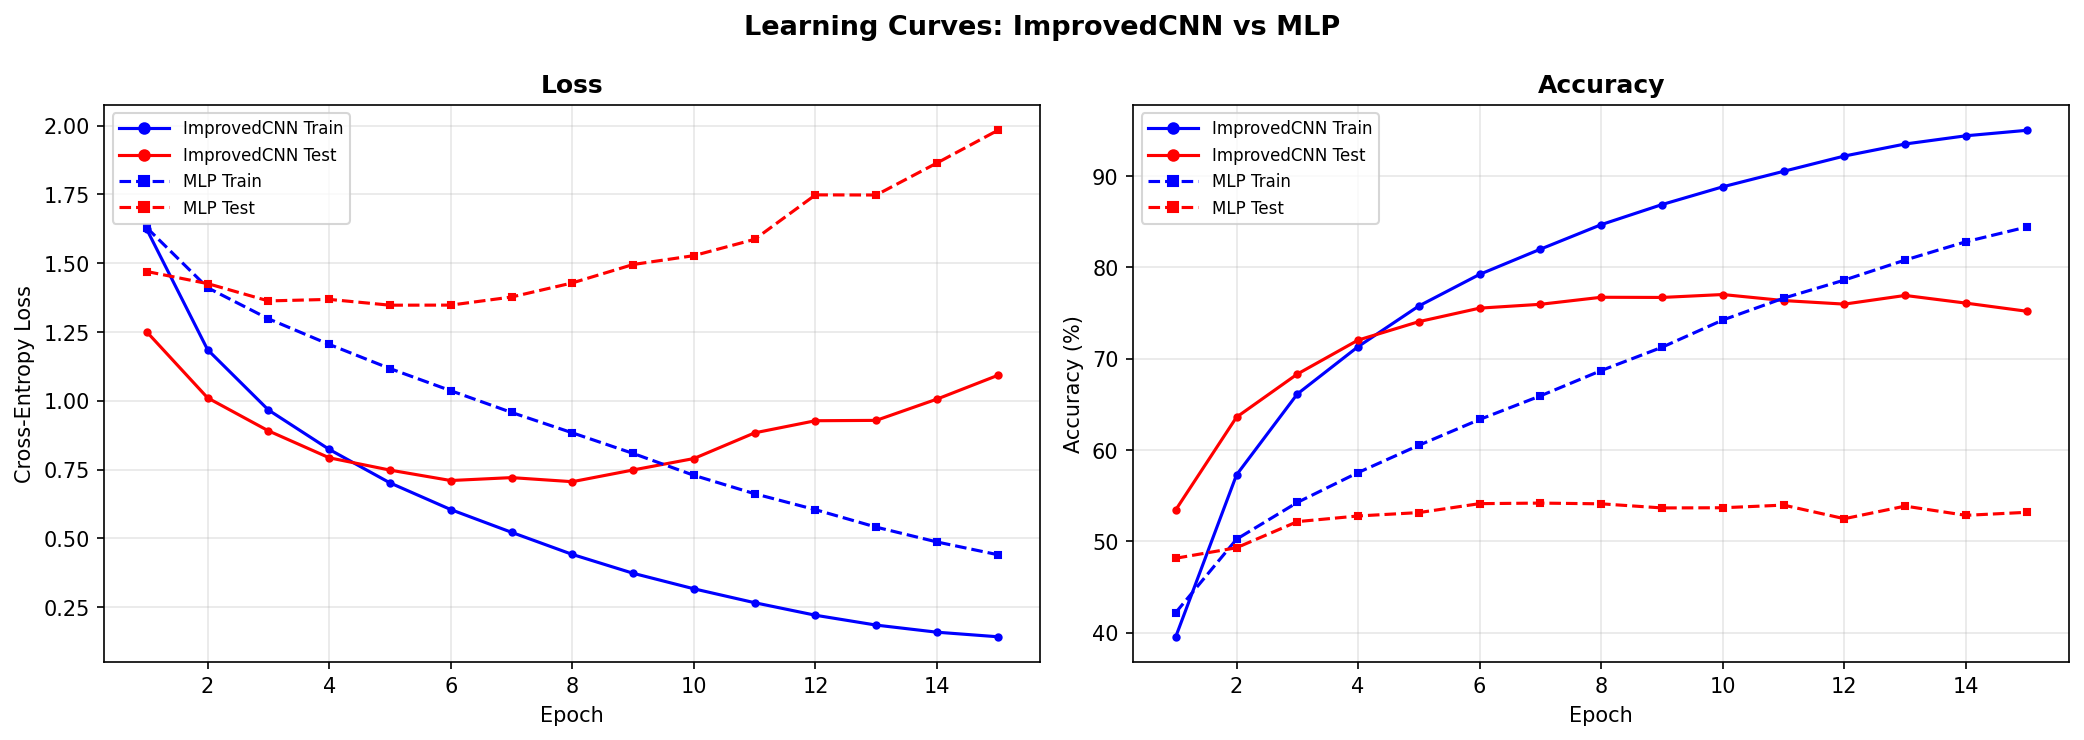 Learning Curves: ImprovedCNN vs MLP
Loss
ImprovedCNN Train
ImprovedCNN Test
MLP Train
MLP Test
Cross-Entropy Loss
2.00
1.75
1.50
1.25
1.00
0.75
0.50
0.25
2 4 6 8 10 12 14
Epoch
Accuracy
ImprovedCNN Train
ImprovedCNN Test
MLP Train
MLP Test
Accuracy (%)
90
80
70
60
50
40
2 4 6 8 10 12 14
Epoch